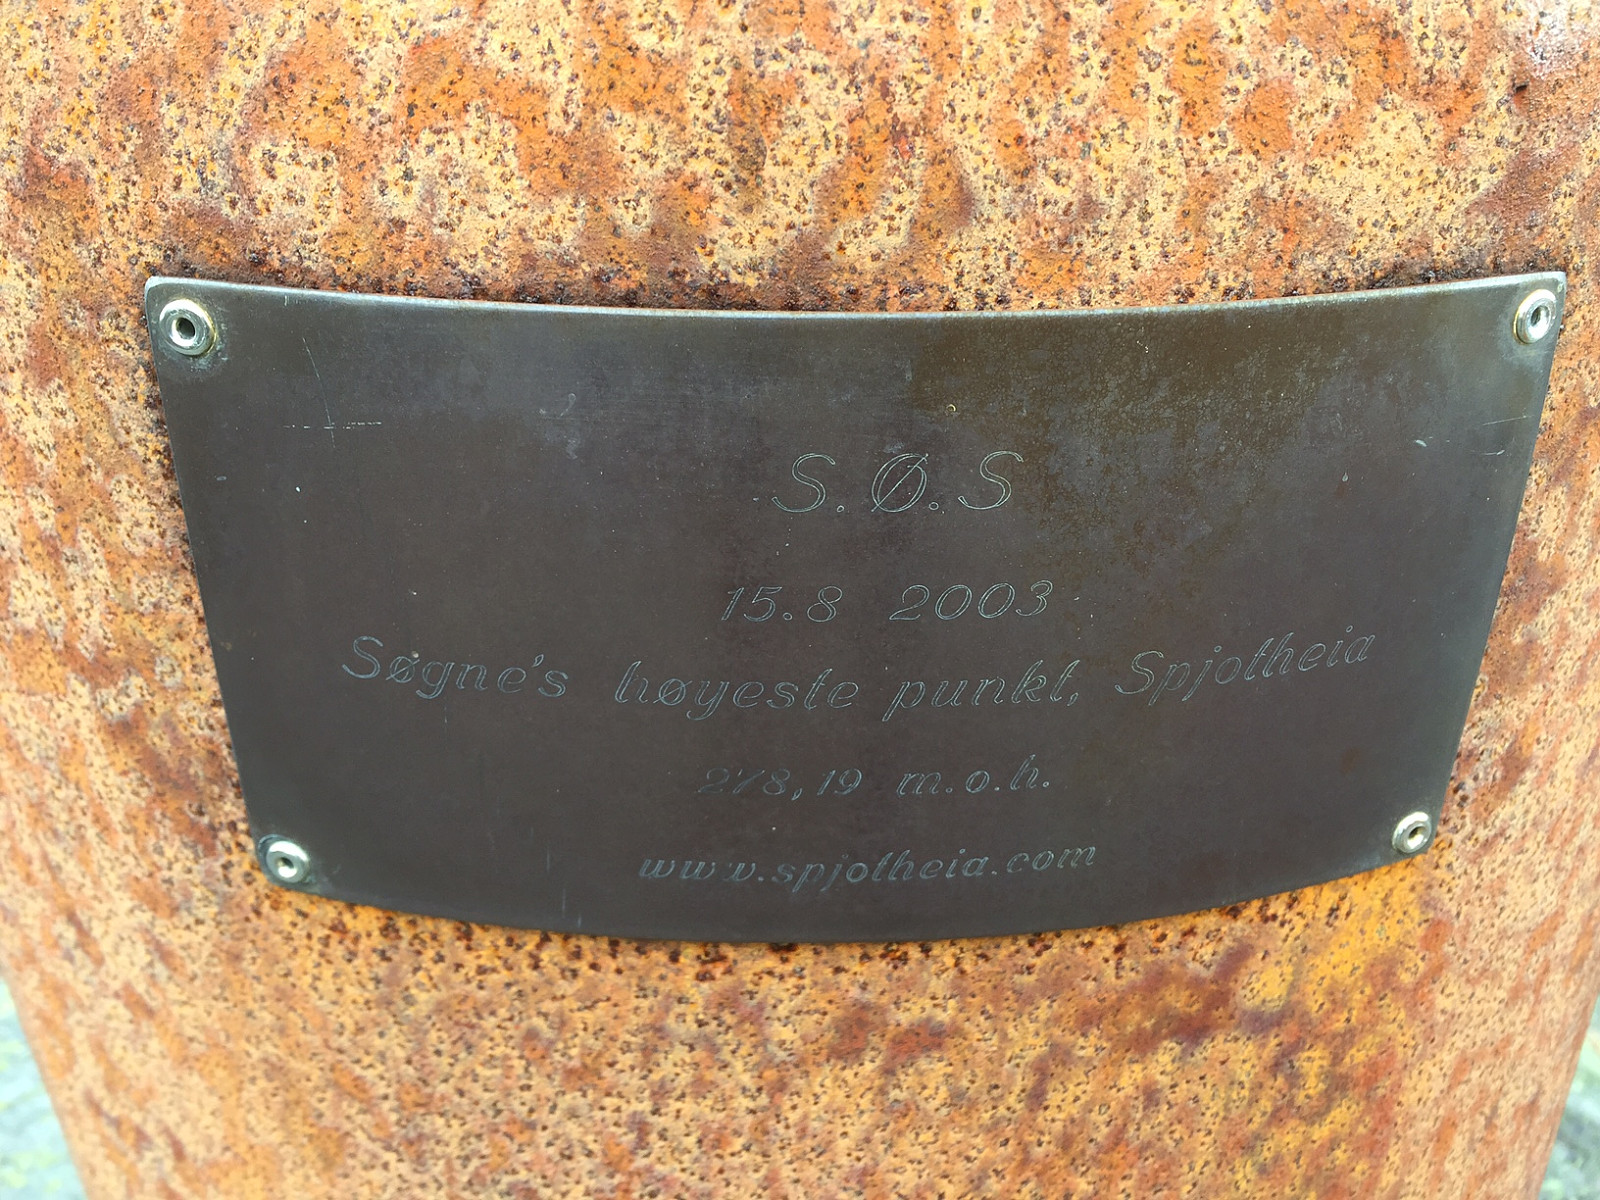 S.Ø.S
15.8 2003
Søgne's høyeste punkt, Spjotheia
278,19 m.o.h.
www.spjotheia.com